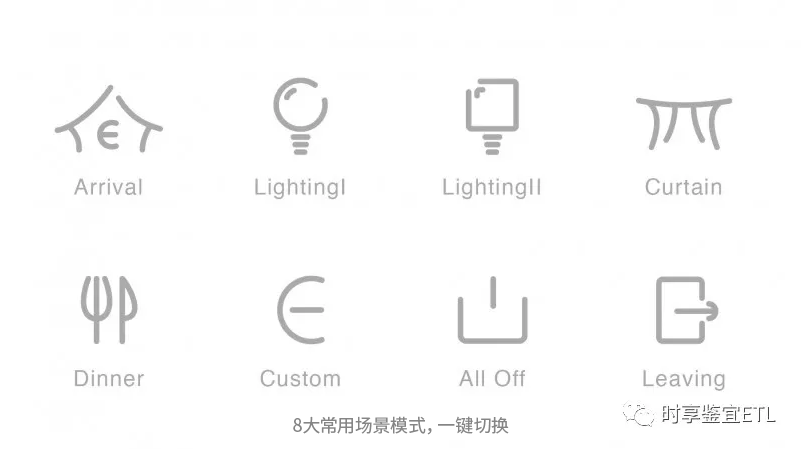 Arrival
LightingI
LightingII
Curtain
Dinner
Custom
All Off
Leaving
8大常用场景模式，一键切换
时享鉴宜ETL